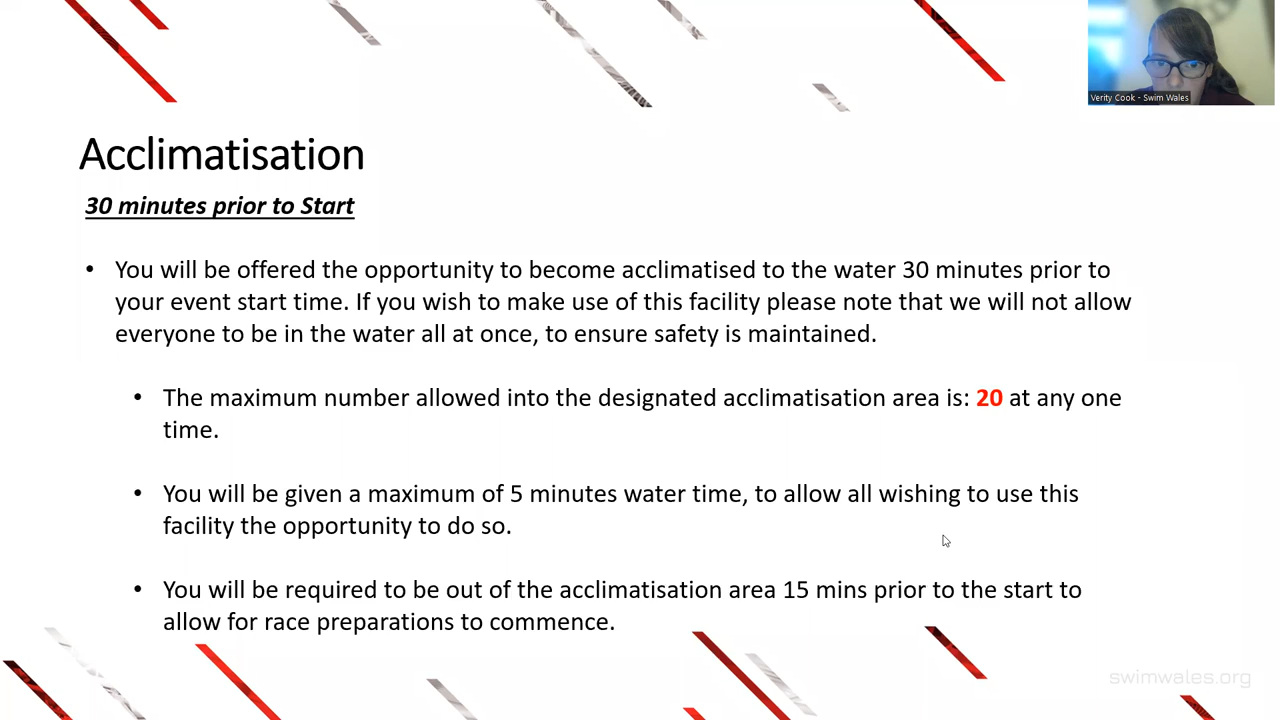 Verity Cook - Swim Wales
Acclimatisation
30 minutes prior to Start
• You will be offered the opportunity to become acclimatised to the water 30 minutes prior to
your event start time. If you wish to make use of this facility please note that we will not allow
everyone to be in the water all at once, to ensure safety is maintained.
• The maximum number allowed into the designated acclimatisation area is: 20 at any one
time.
• You will be given a maximum of 5 minutes water time, to allow all wishing to use this
facility the opportunity to do so.
• You will be required to be out of the acclimatisation area 15 mins prior to the start to
allow for race preparations to commence.
swimwales.org